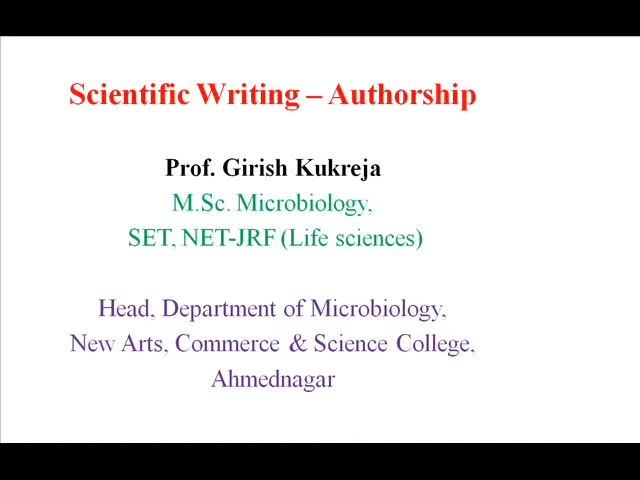 Scientific Writing – Authorship
Prof. Girish Kukreja
M.Sc. Microbiology,
SET, NET-JRF (Life sciences)
Head, Department of Microbiology,
New Arts, Commerce & Science College,
Ahmednagar